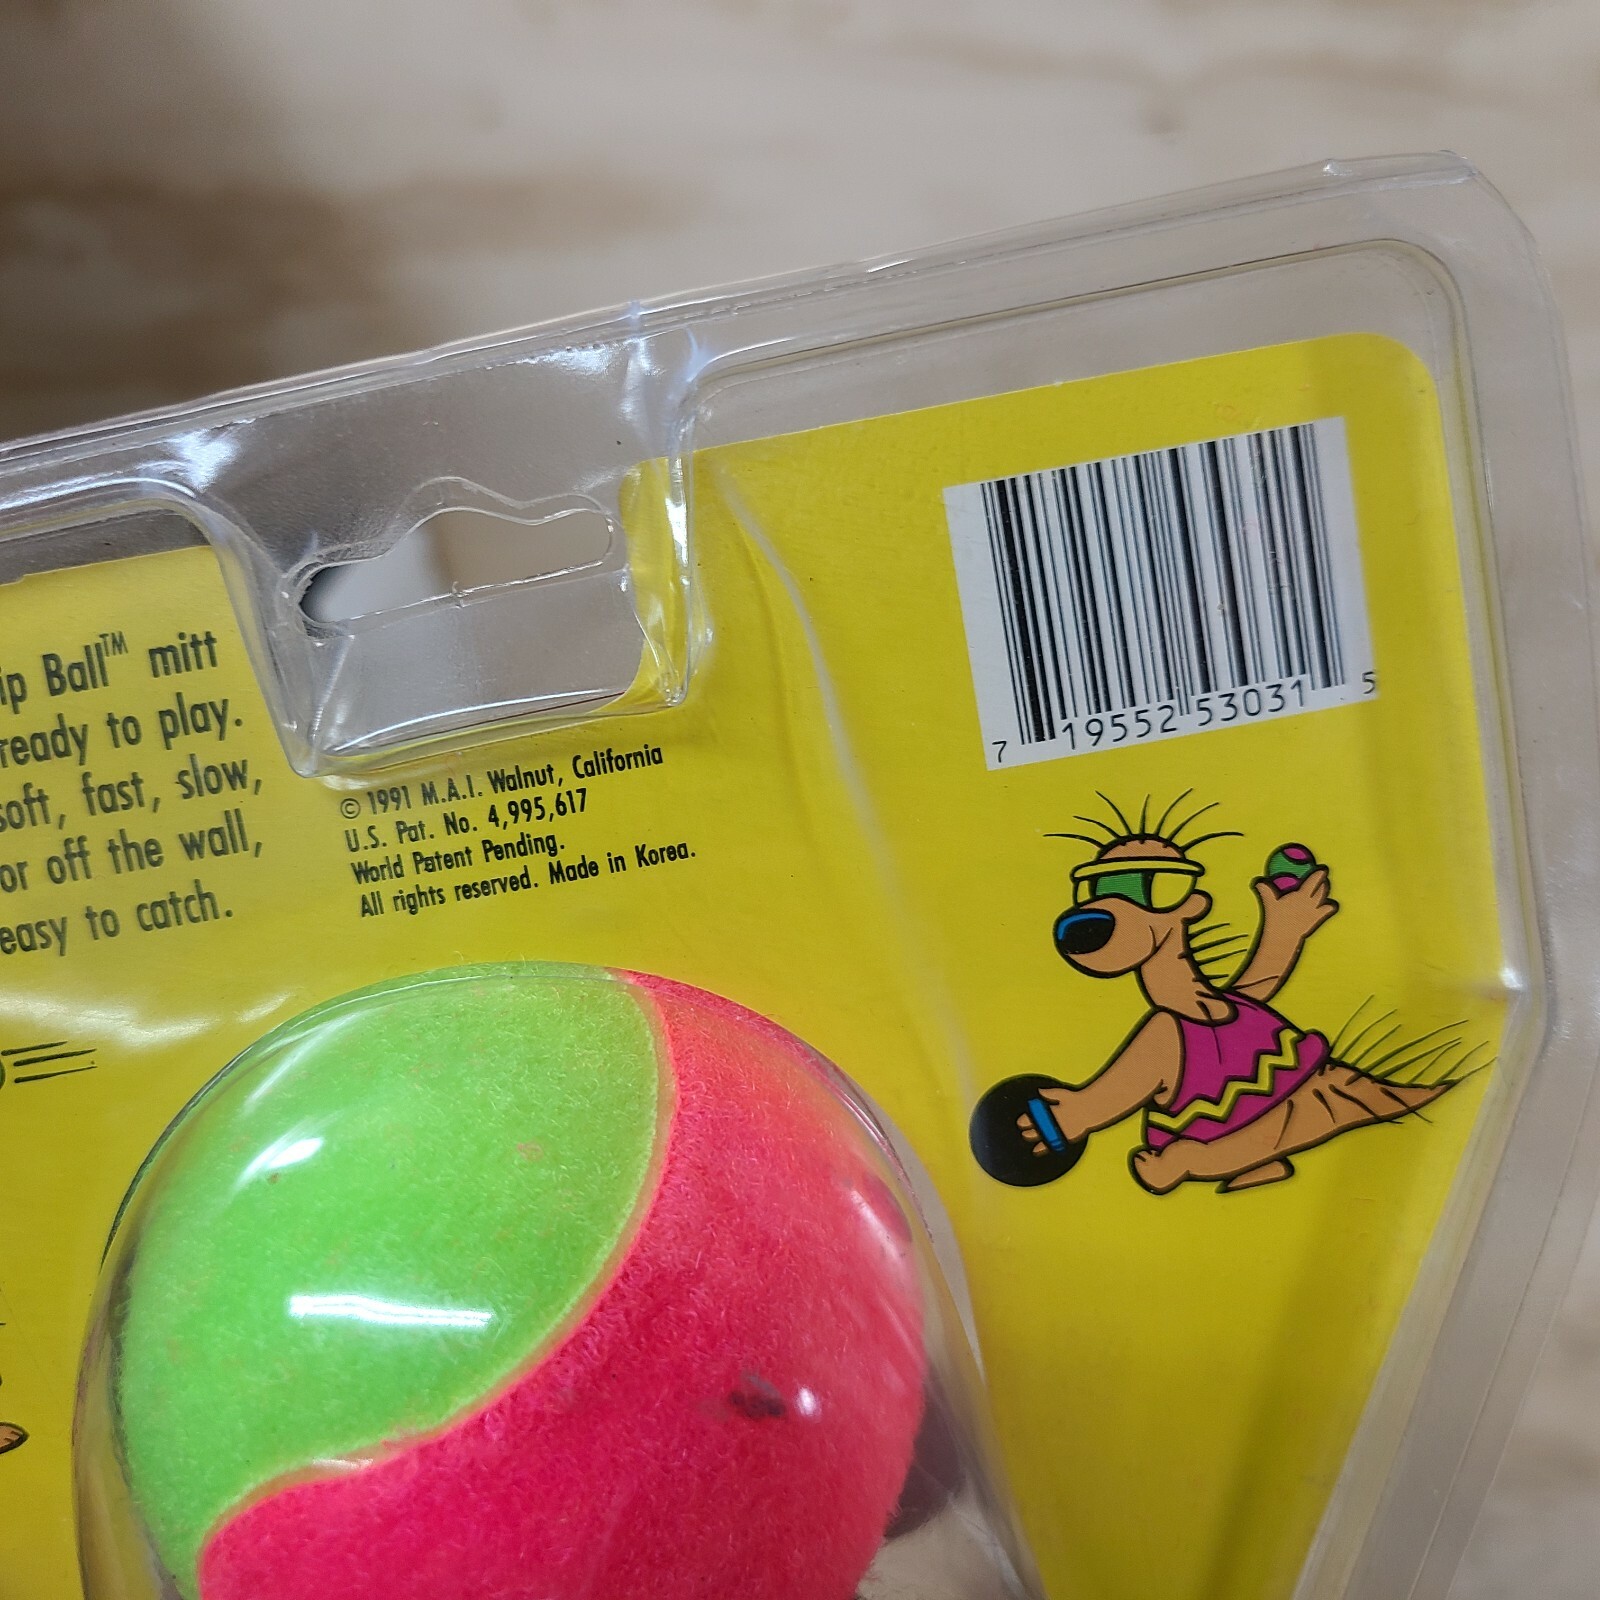 ip Ball™ mitt
ready to play.
soft, fast, slow,
or off the wall,
easy to catch.
© 1991 M.A.I. Walnut, California
U.S. Pat. No. 4,995,617
World Patent Pending.
All rights reserved. Made in Korea.
7 19552 53031 5